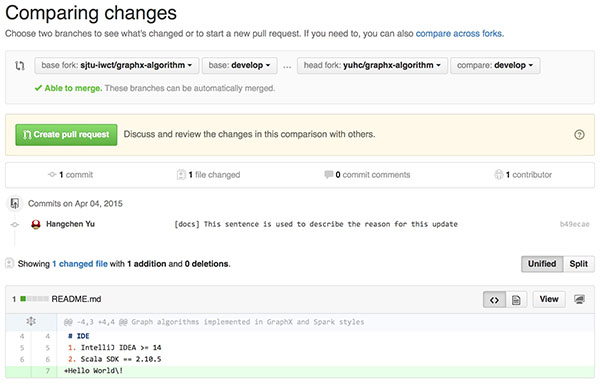 Comparing changes
Choose two branches to see what's changed or to start a new pull request. If you need to, you can also compare across forks.
base fork: sjtu-iwct/graphx-algorithm base: develop ... head fork: yuhc/graphx-algorithm compare: develop
✓ Able to merge. These branches can be automatically merged.
Create pull request Discuss and review the changes in this comparison with others. ?
1 commit 1 file changed 0 commit comments 1 contributor
Commits on Apr 04, 2015
Hangchen Yu [docs] This sentence is used to describe the reason for this update b49ecae
Showing 1 changed file with 1 addition and 0 deletions. Unified Split
1 README.md <> View
@@ -4,3 +4,4 @@ Graph algorithms implemented in GraphX and Spark styles
4 4 # IDE
5 5 1. IntelliJ IDEA >= 14
6 6 2. Scala SDK == 2.10.5
7 +Hello World\!